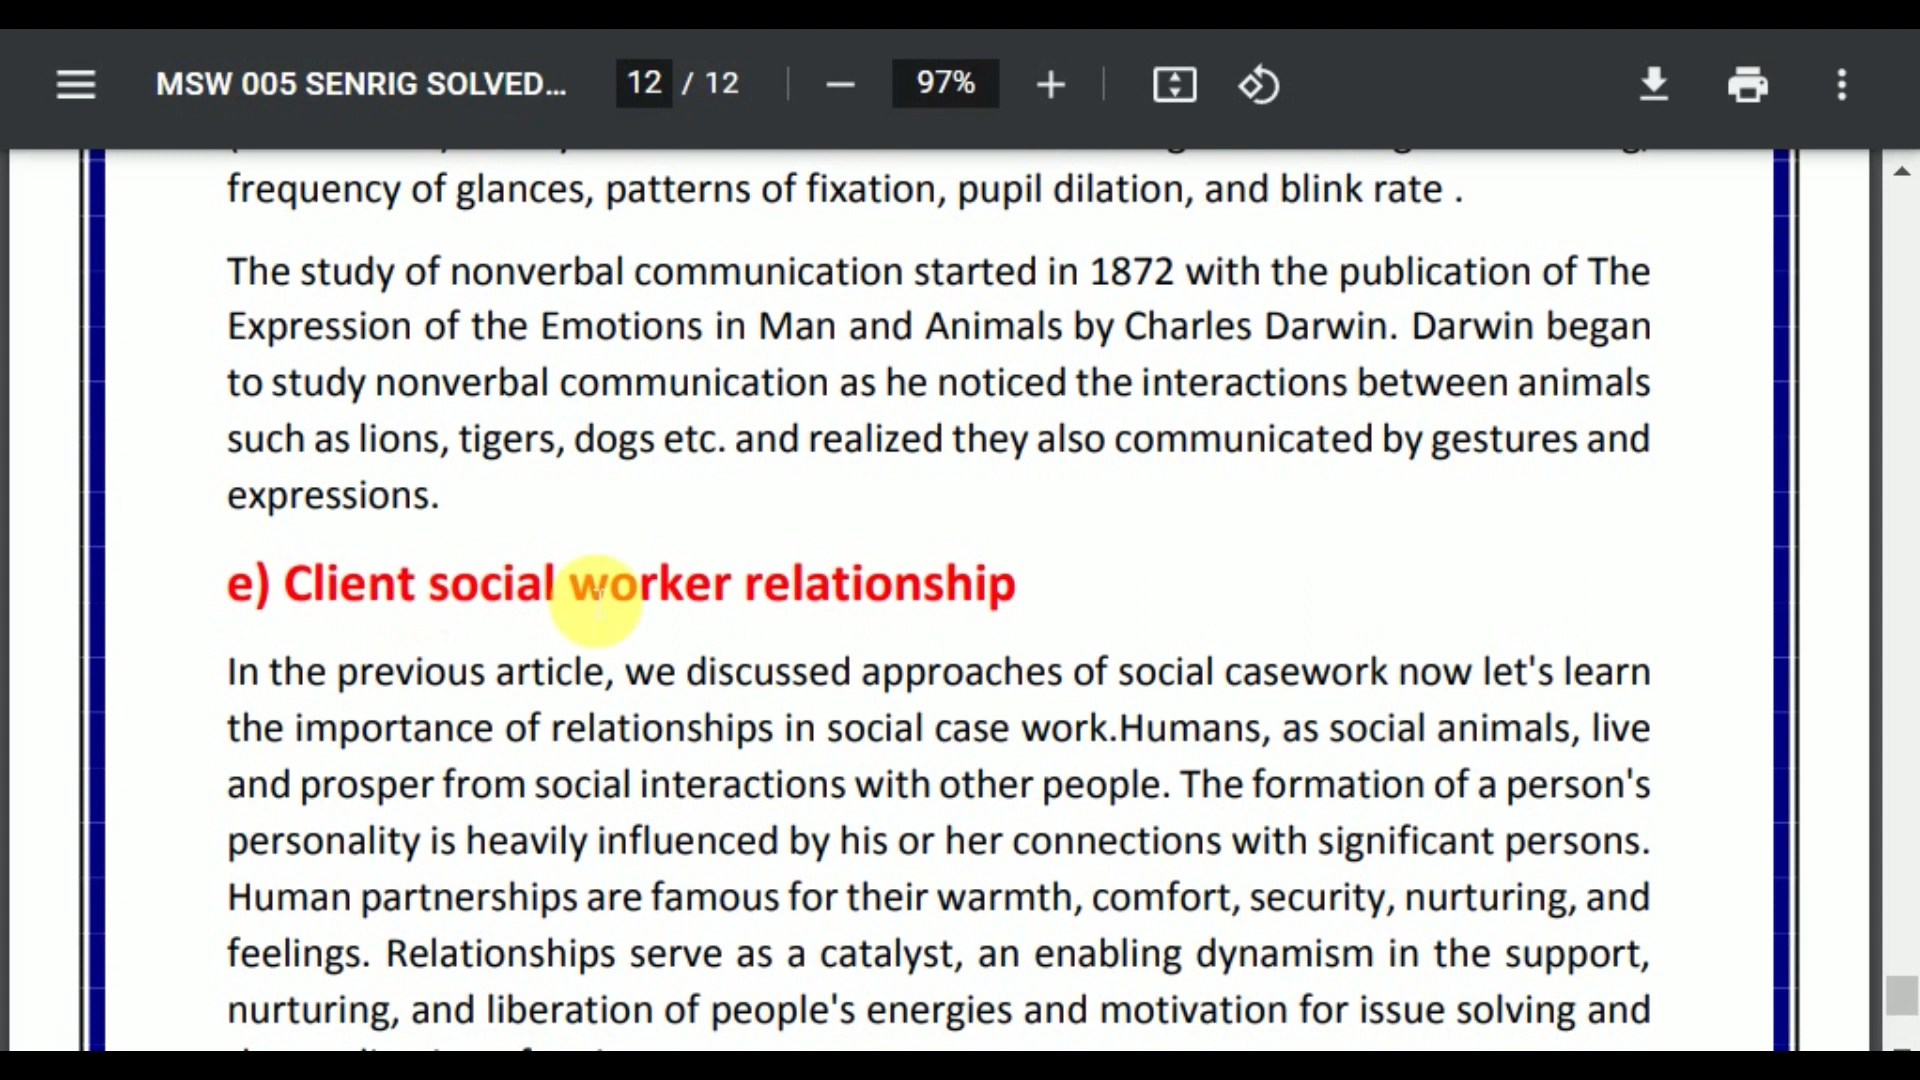 MSW 005 SENRIG SOLVED... 12 / 12 97%
frequency of glances, patterns of fixation, pupil dilation, and blink rate .
The study of nonverbal communication started in 1872 with the publication of The
Expression of the Emotions in Man and Animals by Charles Darwin. Darwin began
to study nonverbal communication as he noticed the interactions between animals
such as lions, tigers, dogs etc. and realized they also communicated by gestures and
expressions.
e) Client social worker relationship
In the previous article, we discussed approaches of social casework now let's learn
the importance of relationships in social case work.Humans, as social animals, live
and prosper from social interactions with other people. The formation of a person's
personality is heavily influenced by his or her connections with significant persons.
Human partnerships are famous for their warmth, comfort, security, nurturing, and
feelings. Relationships serve as a catalyst, an enabling dynamism in the support,
nurturing, and liberation of people's energies and motivation for issue solving and